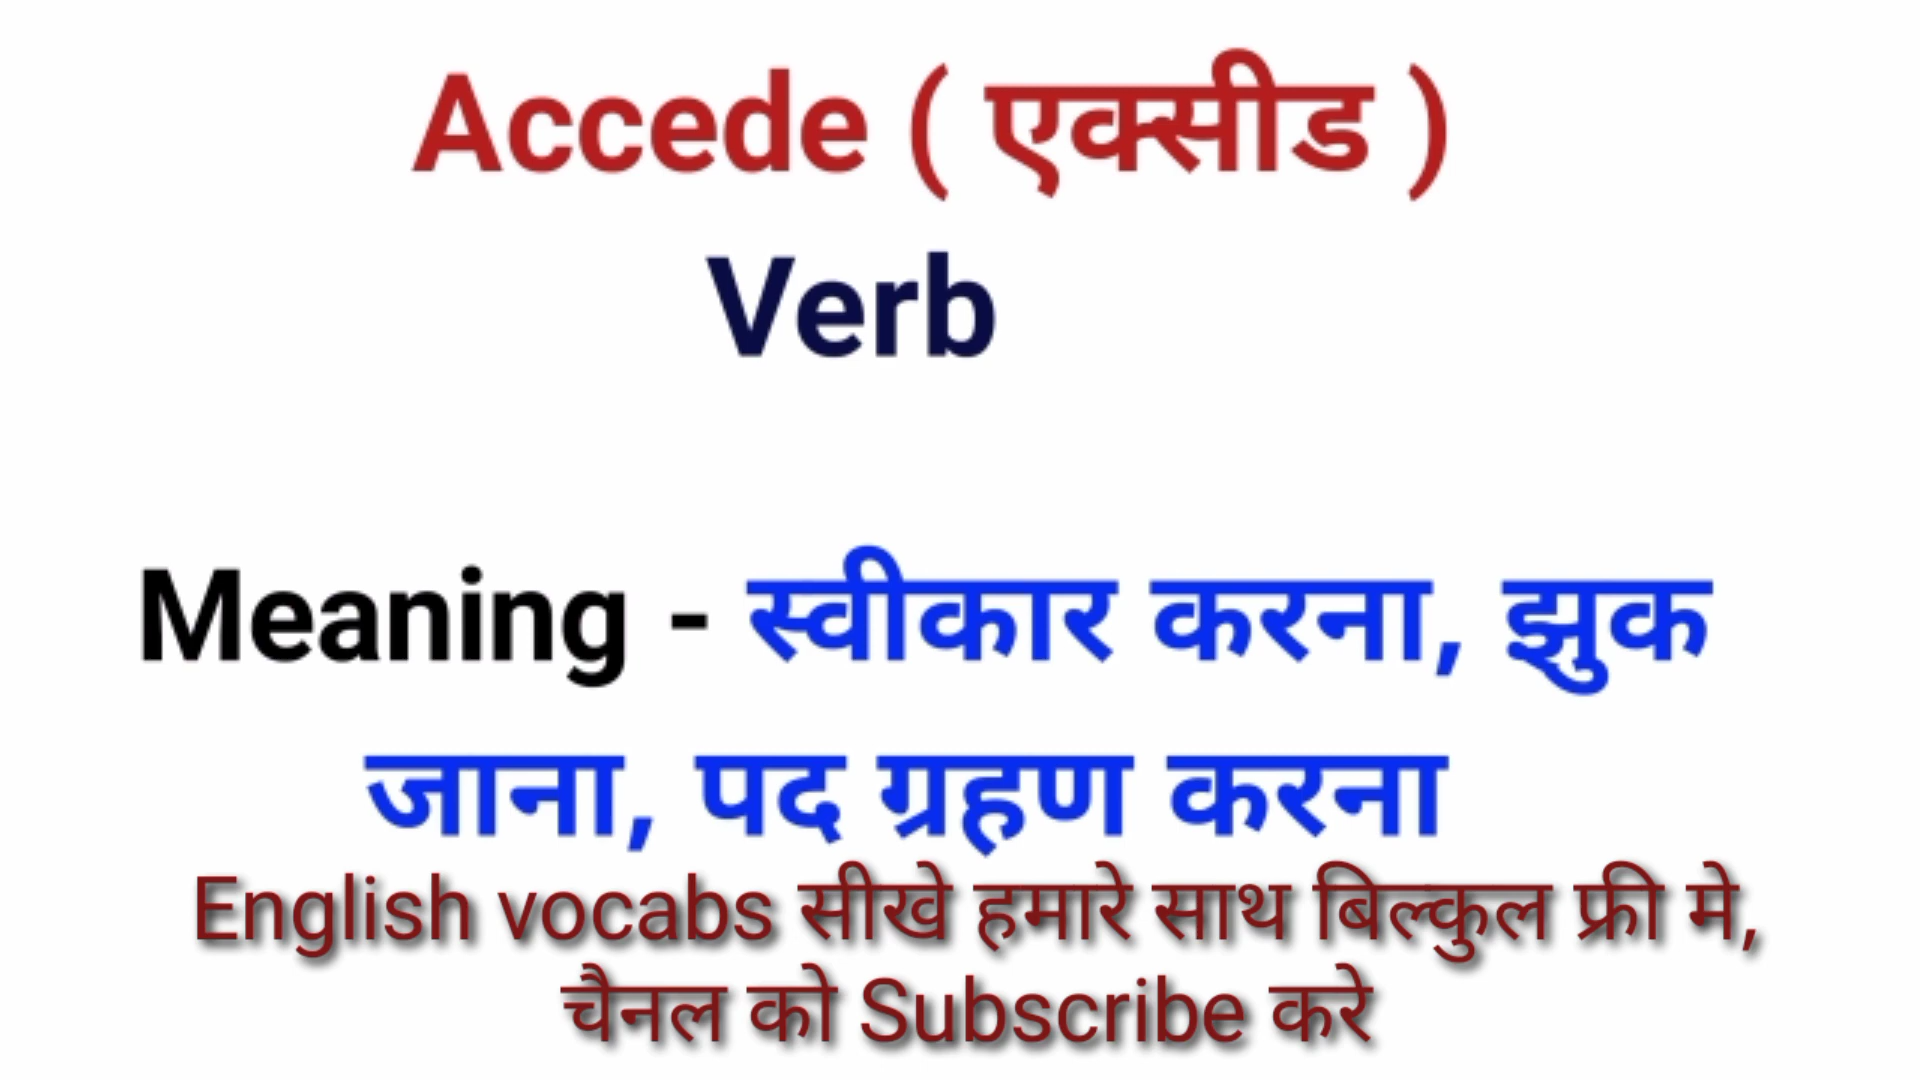 Accede ( एक्सीड )
Verb
Meaning - स्वीकार करना, झुक
जाना, पद ग्रहण करना
English vocabs सीखे हमारे साथ बिल्कुल फ्री मे,
चैनल को Subscribe करे